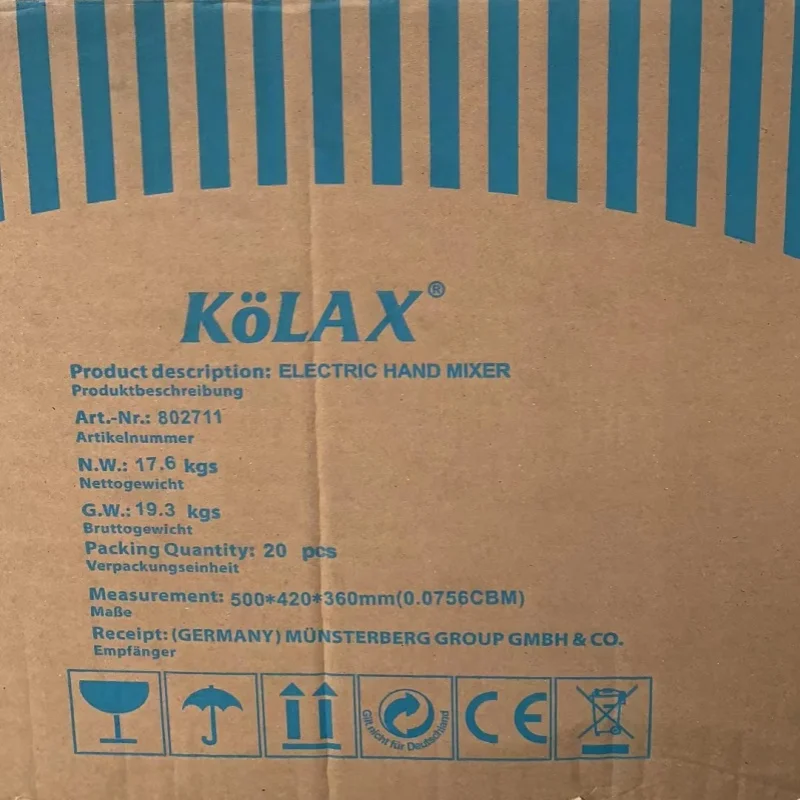 KöLAX®
Product description: ELECTRIC HAND MIXER
Produktbeschreibung
Art.-Nr.: 802711
Artikelnummer
N.W.: 17.6 kgs
Nettogewicht
G.W.: 19.3 kgs
Bruttogewicht
Packing Quantity: 20 pcs
Verpackungseinheit
Measurement: 500*420*360mm(0.0756CBM)
Maße
Receipt: (GERMANY) MÜNSTERBERG GROUP GMBH & CO.
Empfänger
Gilt nicht für Deutschland
CE